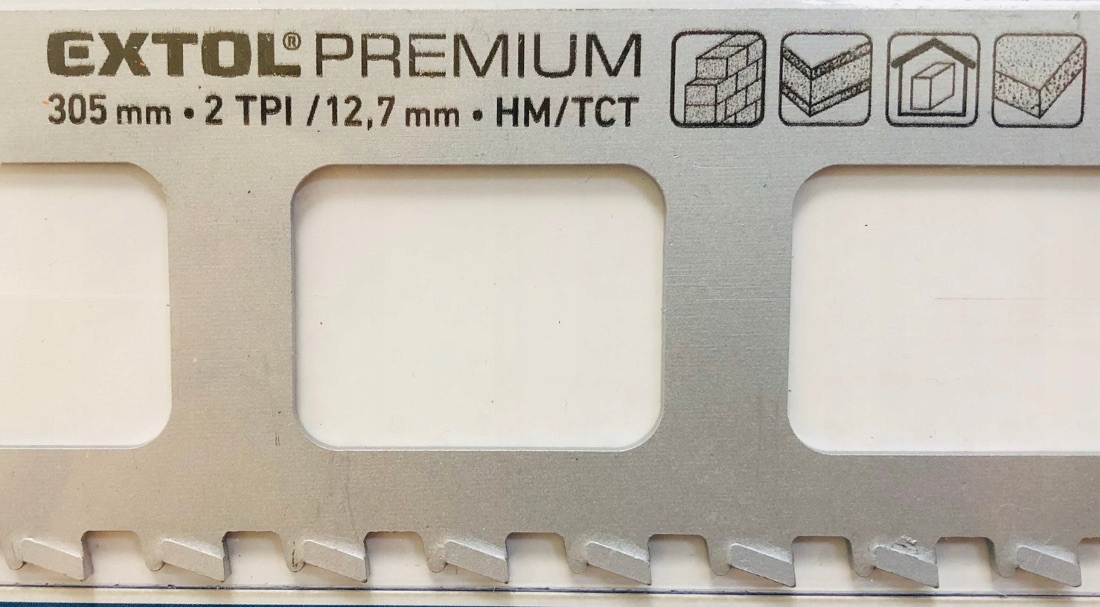 EXTOL® PREMIUM
305 mm • 2 TPI / 12,7 mm • HM/TCT